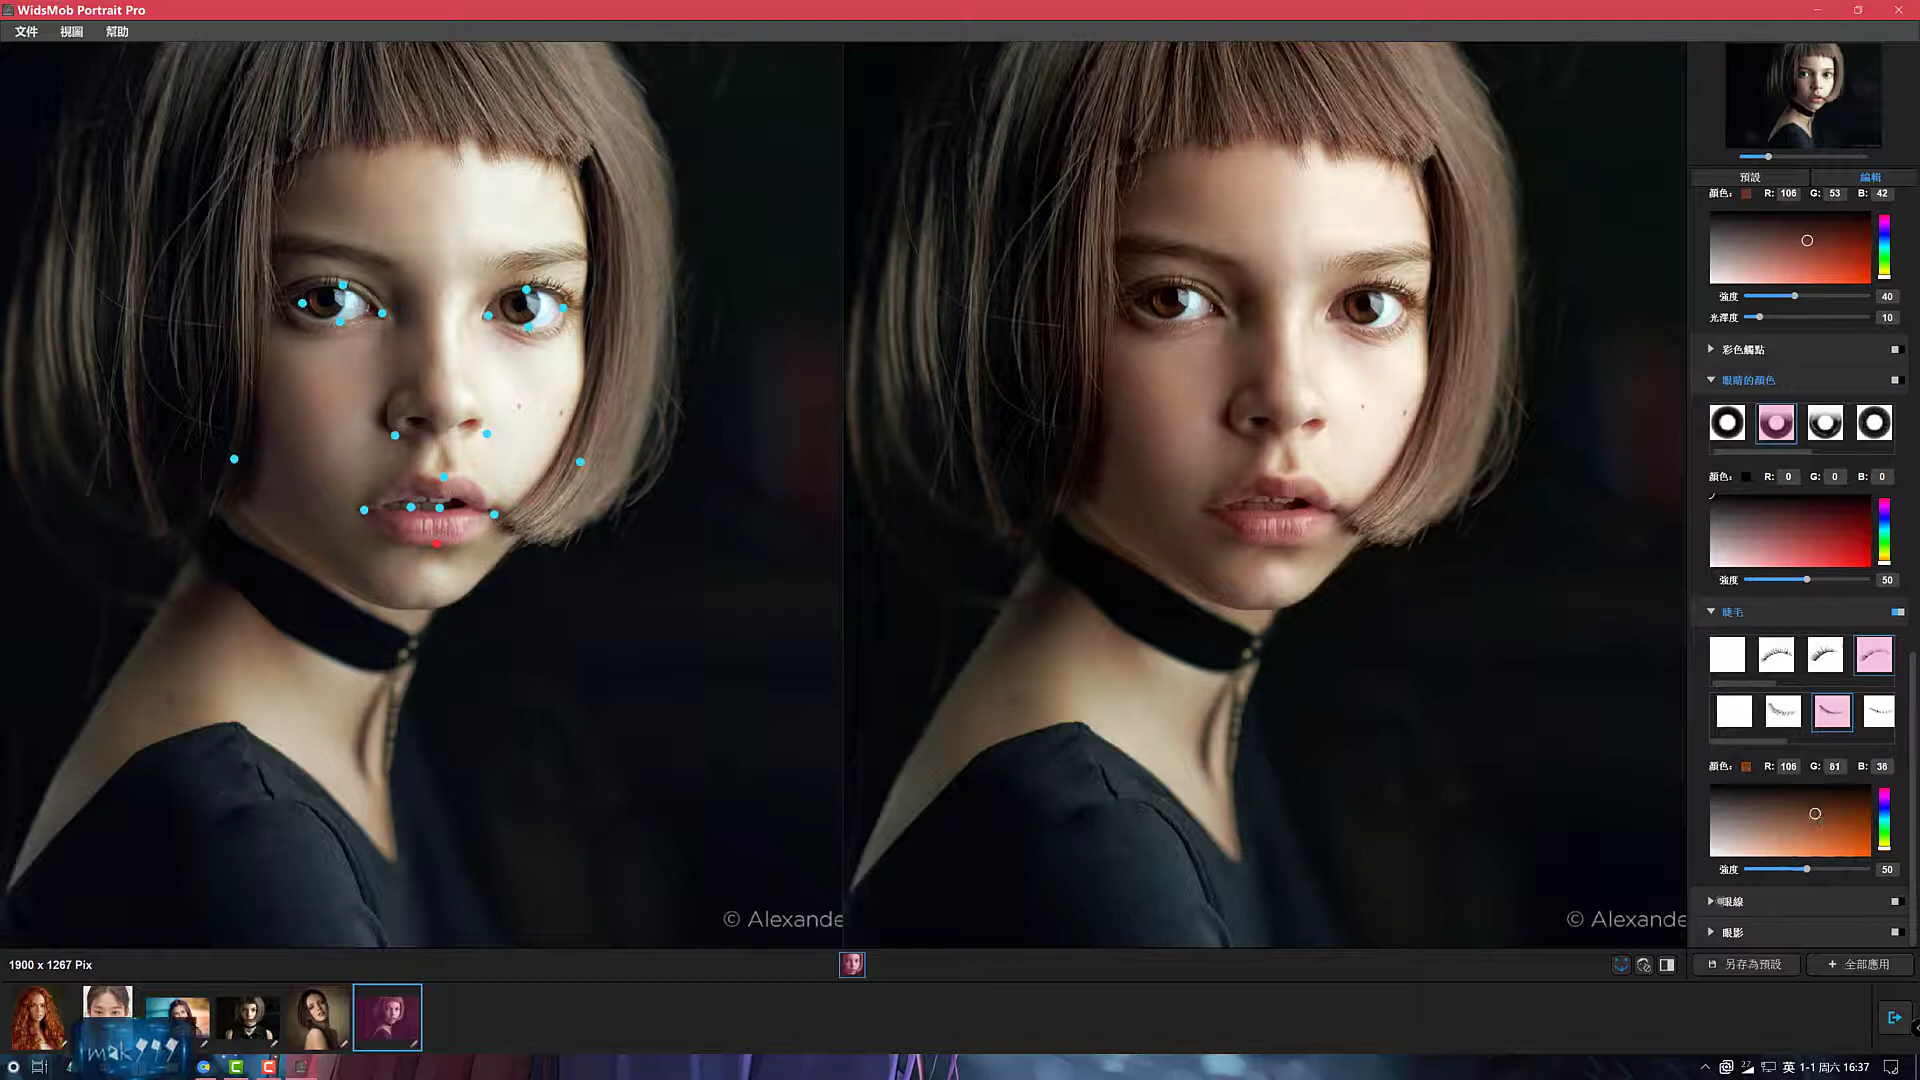 WidsMob Portrait Pro
文件 視圖 幫助
預設 編輯
顏色: R: 106 G: 53 B: 42
強度 40
光澤度 10
彩色觸點
眼睛的顏色
顏色: R: 0 G: 0 B: 0
強度 50
睫毛
顏色: R: 106 G: 61 B: 36
強度 50
眼線
眼影
© Alexande
© Alexande
1900 x 1267 Pix
另存為預設 + 全部應用
mak999
27
英 1-1 周六 16:37